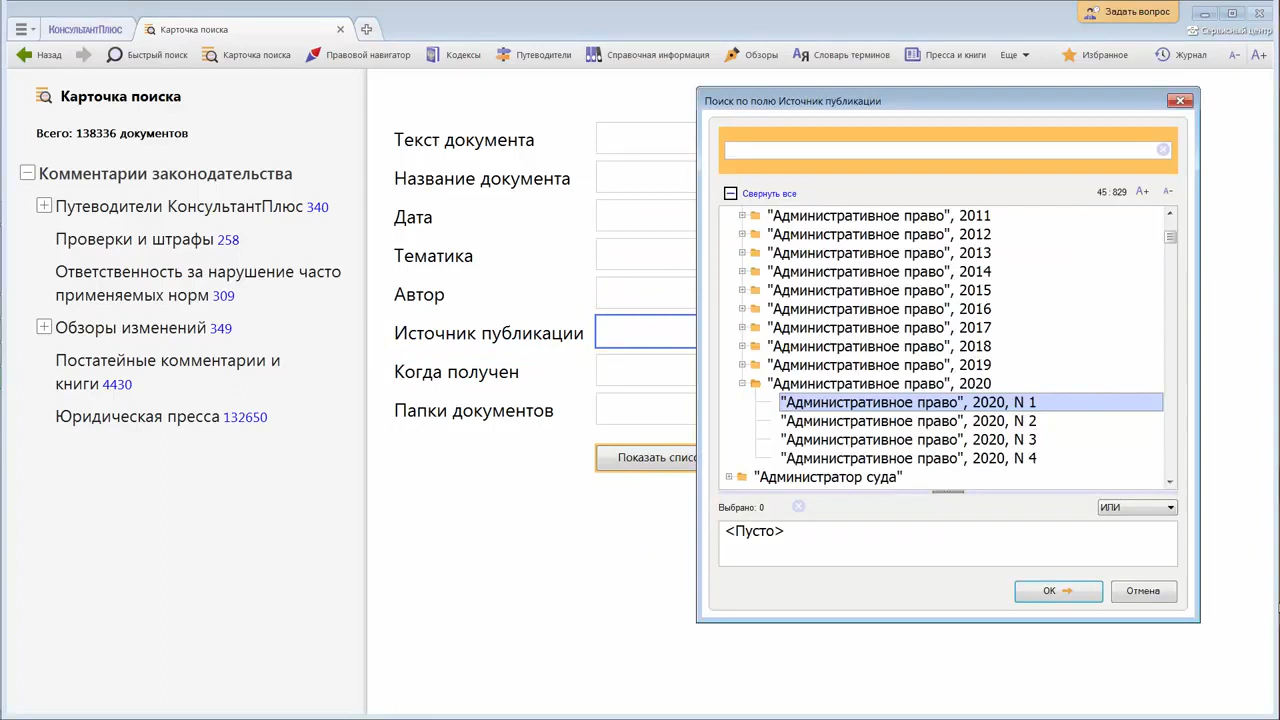 Задать вопрос
КонсультантПлюс
Карточка поиска
Сервисный центр
Назад
Быстрый поиск
Карточка поиска
Правовой навигатор
Кодексы
Путеводители
Справочная информация
Обзоры
Словарь терминов
Пресса и книги
Еще
Избранное
Журнал
A-
A+
Карточка поиска
Всего: 138336 документов
Комментарии законодательства
Путеводители КонсультантПлюс 340
Проверки и штрафы 258
Ответственность за нарушение часто
применяемых норм 309
Обзоры изменений 349
Постатейные комментарии и
книги 4430
Юридическая пресса 132650
Текст документа
Название документа
Дата
Тематика
Автор
Источник публикации
Когда получен
Папки документов
Показать списо
Поиск по полю Источник публикации
Свернуть все
45 : 829
A+
A-
"Административное право", 2011
"Административное право", 2012
"Административное право", 2013
"Административное право", 2014
"Административное право", 2015
"Административное право", 2016
"Административное право", 2017
"Административное право", 2018
"Административное право", 2019
"Административное право", 2020
"Административное право", 2020, N 1
"Административное право", 2020, N 2
"Административное право", 2020, N 3
"Административное право", 2020, N 4
"Администратор суда"
Выбрано: 0
ИЛИ
<Пусто>
ОК
Отмена